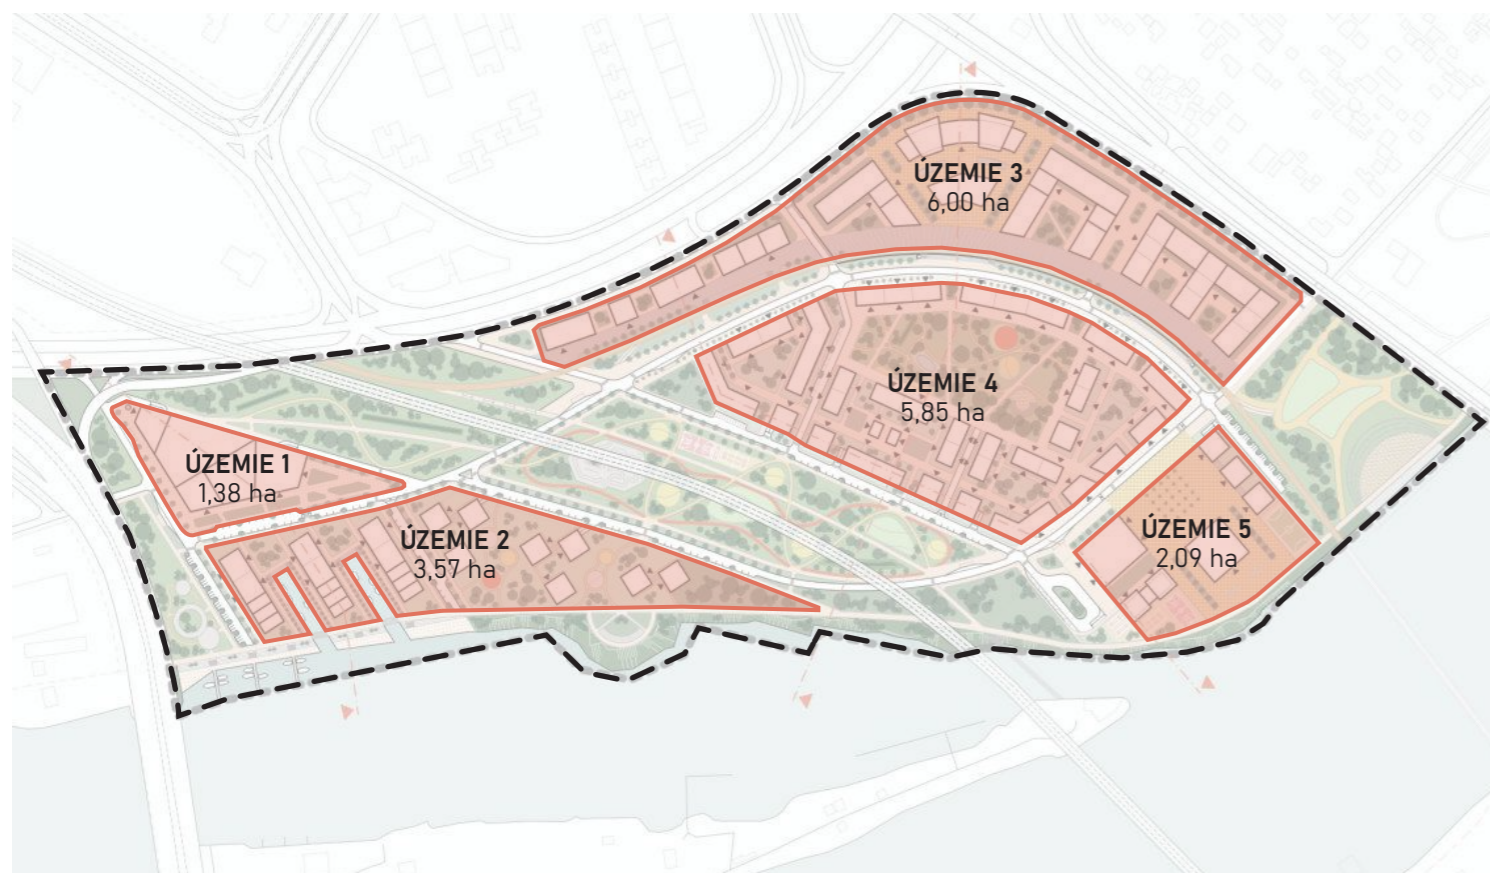 ÚZEMIE 3
6,00 ha
ÚZEMIE 4
5,85 ha
ÚZEMIE 1
1,38 ha
ÚZEMIE 2
3,57 ha
ÚZEMIE 5
2,09 ha